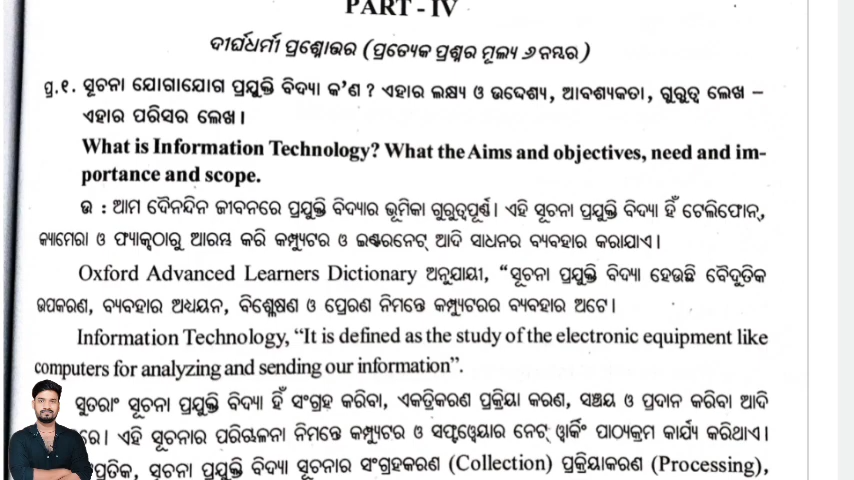 PART - IV
ଦୀର୍ଘଧର୍ମୀ ପ୍ରଶ୍ନୋତ୍ତର (ପ୍ରତ୍ୟେକ ପ୍ରଶ୍ନର ମୂଲ୍ୟ ୬ ନମ୍ବର)
ପ୍ର.୧. ସୂଚନା ଯୋଗାଯୋଗ ପ୍ରଯୁକ୍ତି ବିଦ୍ୟା କ’ଣ ? ଏହାର ଲକ୍ଷ୍ୟ ଓ ଉଦ୍ଦେଶ୍ୟ, ଆବଶ୍ୟକତା, ଗୁରୁତ୍ୱ ଲେଖ –
ଏହାର ପରିସର ଲେଖ ।
What is Information Technology? What the Aims and objectives, need and im-
portance and scope.
ଉ : ଆମ ଦୈନନ୍ଦିନ ଜୀବନରେ ପ୍ରଯୁକ୍ତି ବିଦ୍ୟାର ଭୂମିକା ଗୁରୁତ୍ୱପୂର୍ଣ୍ଣ । ଏହି ସୂଚନା ପ୍ରଯୁକ୍ତି ବିଦ୍ୟା ହିଁ ଟେଲିଫୋନ୍,
କ୍ୟାମେରା ଓ ଫ୍ୟାକ୍ସଠାରୁ ଆରମ୍ଭ କରି କମ୍ପ୍ୟୁଟର ଓ ଇଣ୍ଟରନେଟ୍ ଆଦି ସାଧନର ବ୍ୟବହାର କରାଯାଏ ।
Oxford Advanced Learners Dictionary ଅନୁଯାୟୀ, “ସୂଚନା ପ୍ରଯୁକ୍ତି ବିଦ୍ୟା ହେଉଛି ବୈଦୁତିକ
ଉପକରଣ, ବ୍ୟବହାର ଅଧ୍ୟୟନ, ବିଶ୍ଳେଷଣ ଓ ପ୍ରେରଣ ନିମନ୍ତେ କମ୍ପ୍ୟୁଟରର ବ୍ୟବହାର ଅଟେ ।
Information Technology, “It is defined as the study of the electronic equipment like
computers for analyzing and sending our information”.
ସୁତରାଂ ସୂଚନା ପ୍ରଯୁକ୍ତି ବିଦ୍ୟା ହିଁ ସଂଗ୍ରହ କରିବା, ଏକତ୍ରିକରଣ ପ୍ରକ୍ରିୟା କରଣ, ସଞ୍ଚୟ ଓ ପ୍ରଦାନ କରିବା ଆଦି
ଏହି ସୂଚନାର ପରିଚାଳନା ନିମନ୍ତେ କମ୍ପ୍ୟୁଟର ଓ ସଫ୍ଟୱେୟାର ନେଟ୍ ୱାର୍କିଂ ପାଠ୍ୟକ୍ରମ କାର୍ଯ୍ୟ କରିଥାଏ ।
ସୂଚନା ପ୍ରଯୁକ୍ତି ବିଦ୍ୟା ସୂଚନାର ସଂଗ୍ରହକରଣ (Collection) ପ୍ରକ୍ରିୟାକରଣ (Processing),